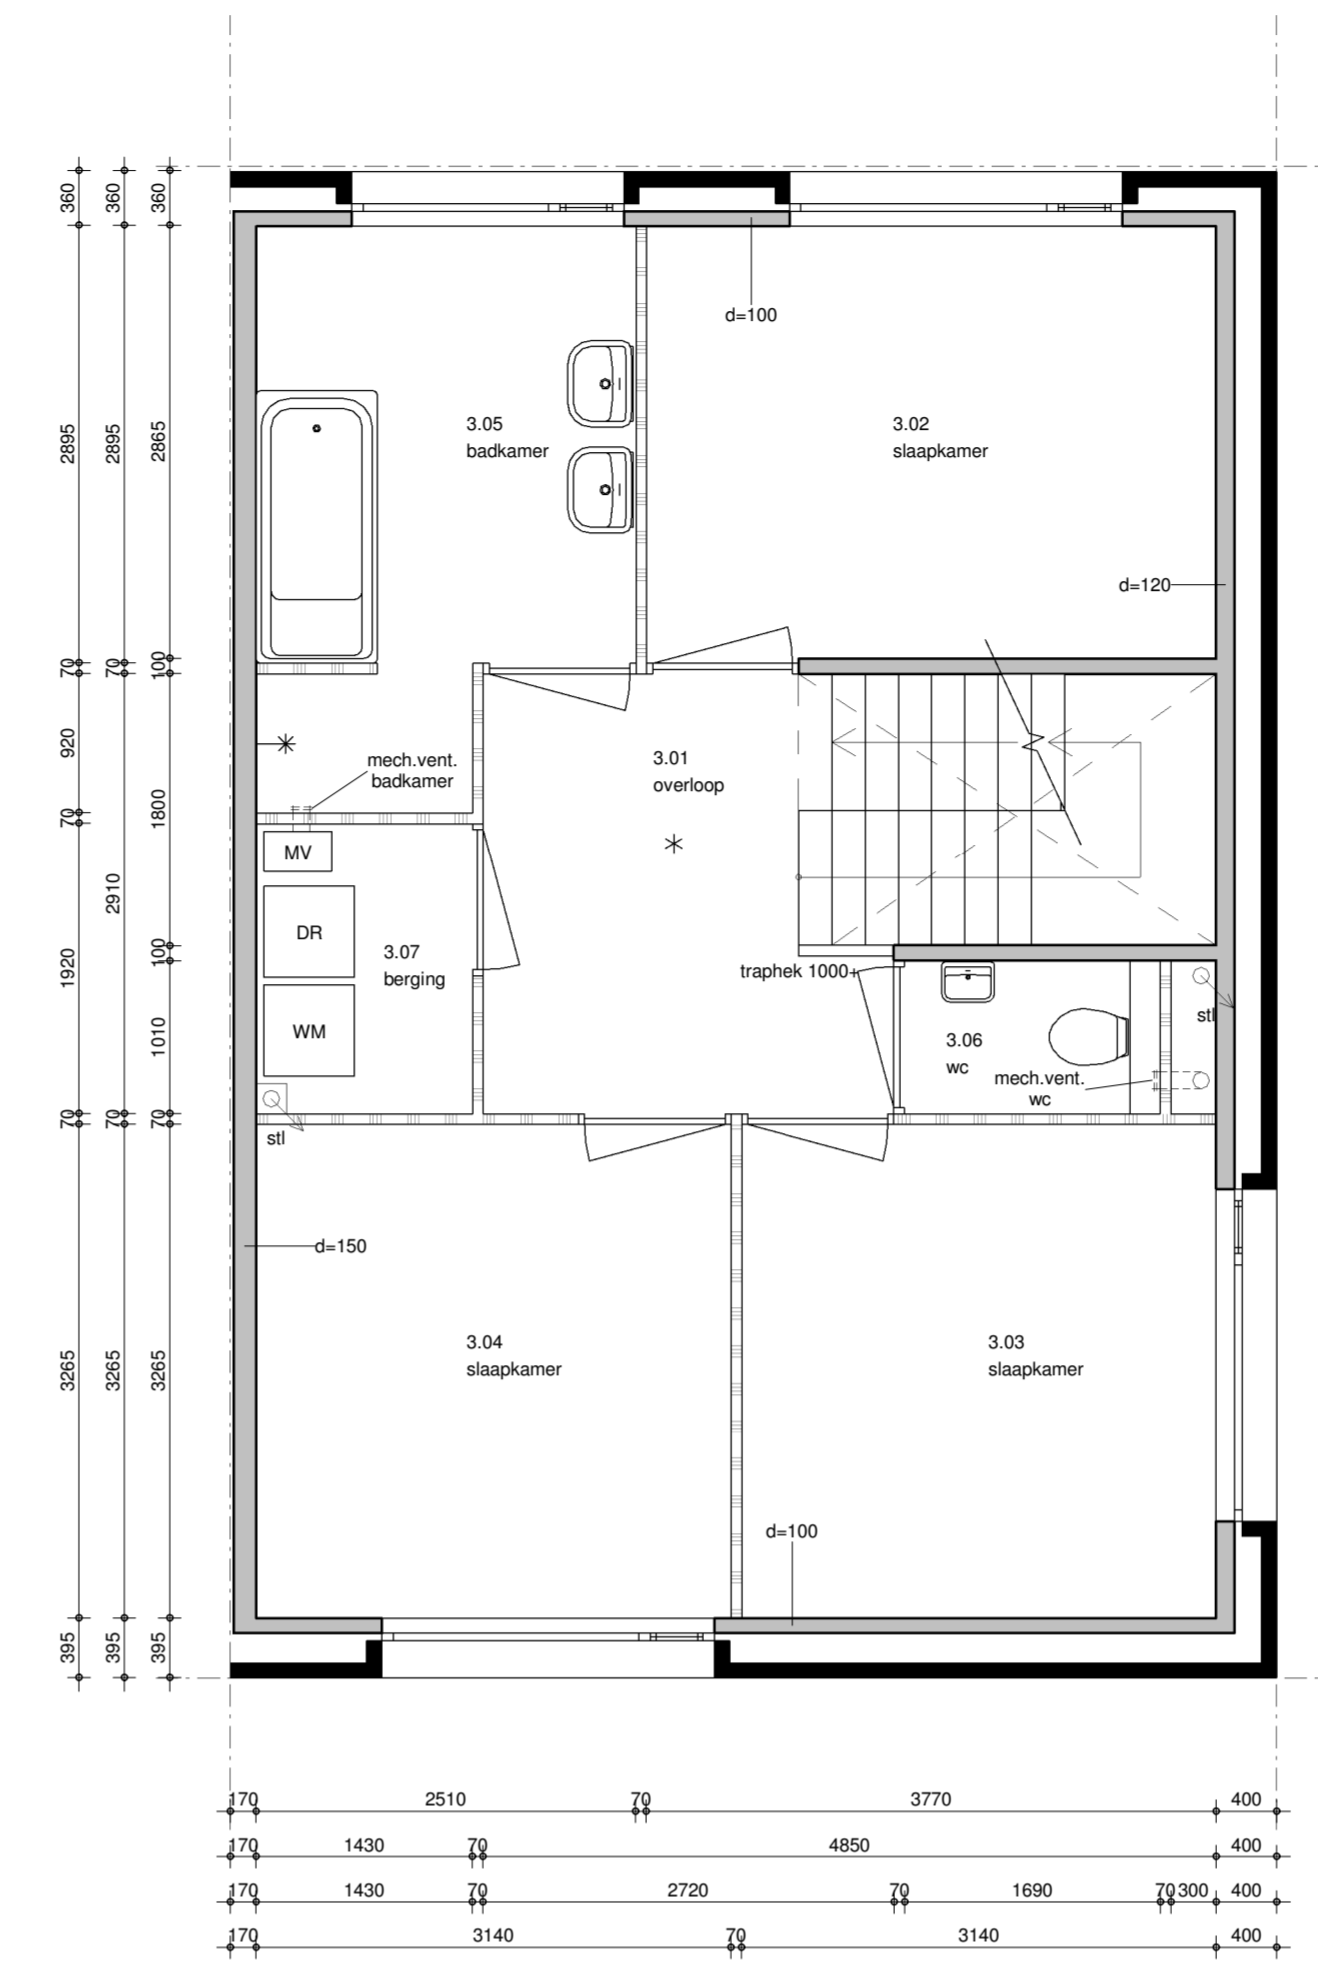 360
360
360
d=100
3.05
badkamer
3.02
slaapkamer
2895
2895
2865
d=120
70
70
100
920
mech.vent.
badkamer
3.01
overloop
70
1800
MV
2910
DR
3.07
berging
1920
100
traphek 1000+
stl
WM
1010
3.06
wc
mech.vent.
wc
70
70
70
stl
d=150
3.04
slaapkamer
3.03
slaapkamer
3265
3265
3265
d=100
395
395
395
170 2510 70 3770 400
170 1430 70 4850 400
170 1430 70 2720 70 1690 70 300 400
170 3140 70 3140 400